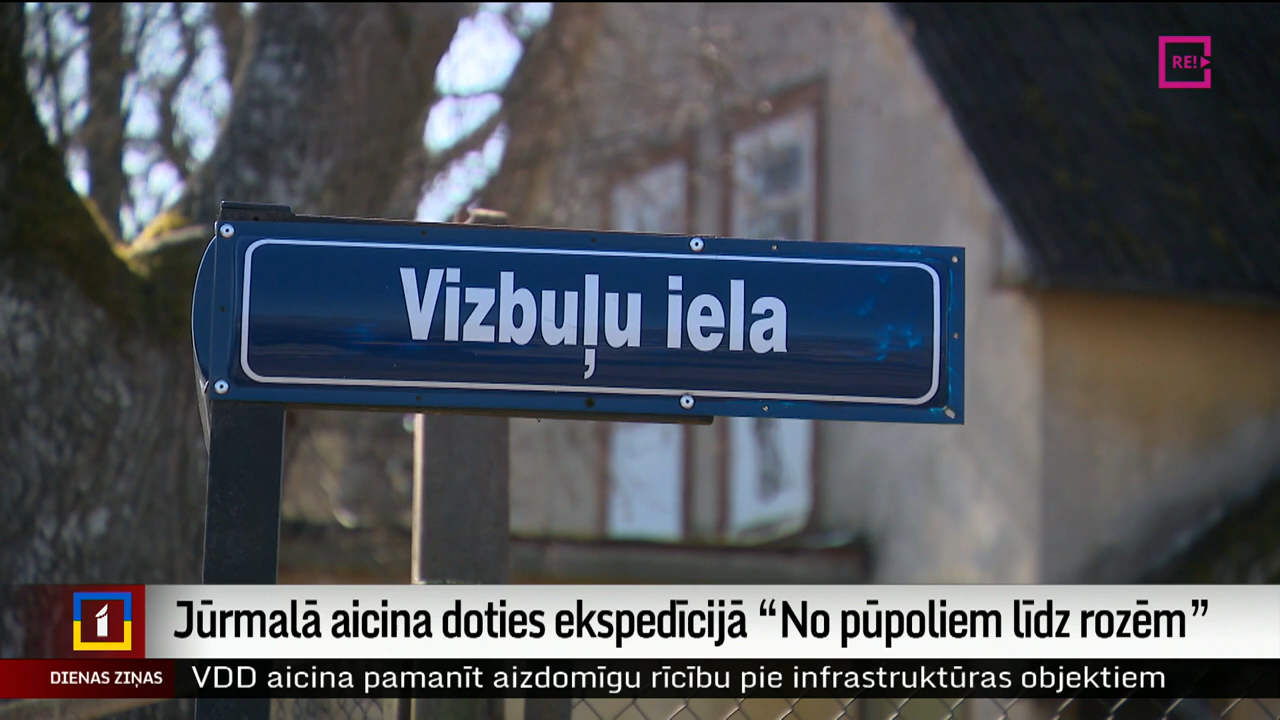 RE!
Vizbuļu iela
1
Jūrmalā aicina doties ekspedīcijā “No pūpoliem līdz rozēm”
DIENAS ZIŅAS
VDD aicina pamanīt aizdomīgu rīcību pie infrastruktūras objektiem